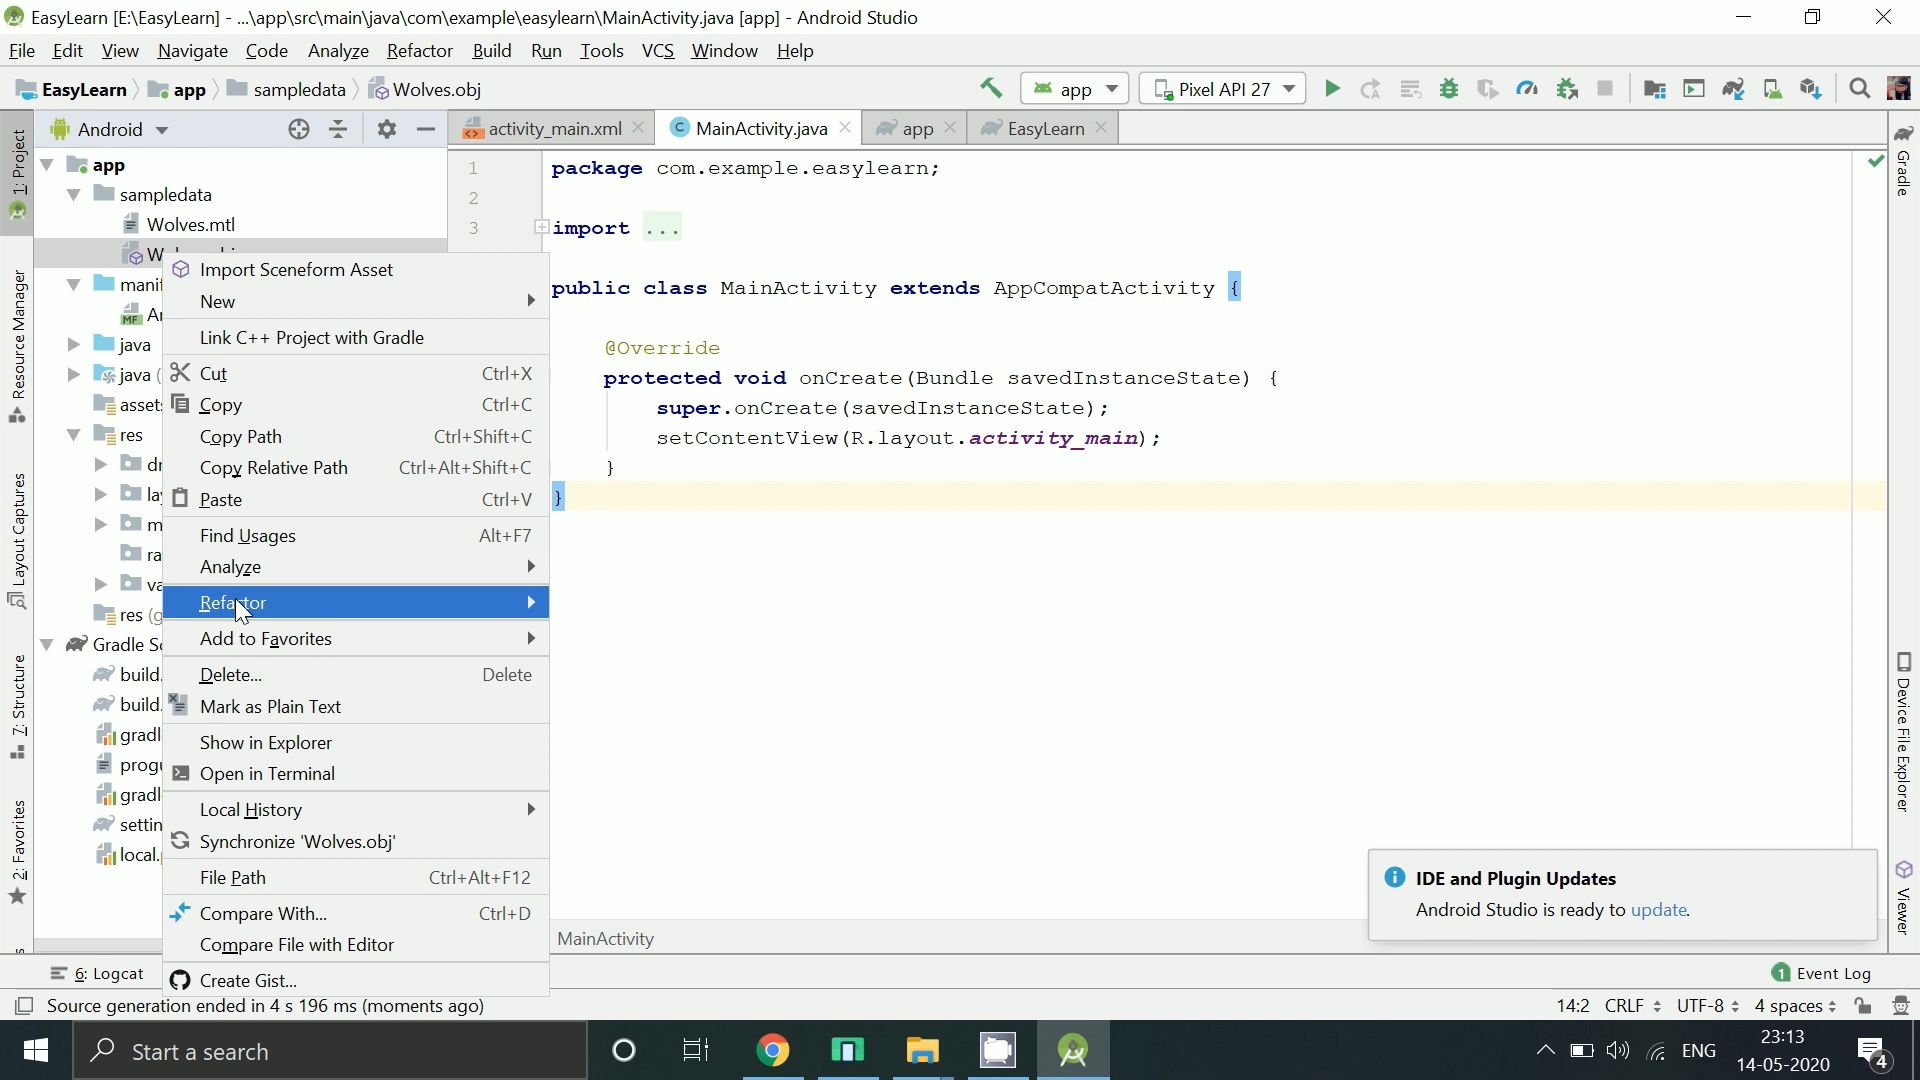 EasyLearn [E:\EasyLearn] - ...\app\src\main\java\com\example\easylearn\MainActivity.java [app] - Android Studio
File Edit View Navigate Code Analyze Refactor Build Run Tools VCS Window Help
EasyLearn app sampledata Wolves.obj
app Pixel API 27
Android
activity_main.xml MainActivity.java app EasyLearn
1: Project
Resource Manager
Layout Captures
7: Structure
2: Favorites
app
sampledata
Wolves.mtl
java
java
res
res
Import Sceneform Asset
New
Link C++ Project with Gradle
Cut Ctrl+X
Copy Ctrl+C
Copy Path Ctrl+Shift+C
Copy Relative Path Ctrl+Alt+Shift+C
Paste Ctrl+V
Find Usages Alt+F7
Analyze
Refactor
Add to Favorites
Delete... Delete
Mark as Plain Text
Show in Explorer
Open in Terminal
Local History
Synchronize 'Wolves.obj'
File Path Ctrl+Alt+F12
Compare With... Ctrl+D
Compare File with Editor
Create Gist...
1 package com.example.easylearn;
2
3 import ...
public class MainActivity extends AppCompatActivity {
@Override
protected void onCreate(Bundle savedInstanceState) {
super.onCreate(savedInstanceState);
setContentView(R.layout.activity_main);
}
}
MainActivity
IDE and Plugin Updates
Android Studio is ready to update.
Gradle
Device File Explorer
Viewer
6: Logcat
1 Event Log
Source generation ended in 4 s 196 ms (moments ago)
14:2 CRLF UTF-8 4 spaces
Start a search
ENG
23:13
14-05-2020
4